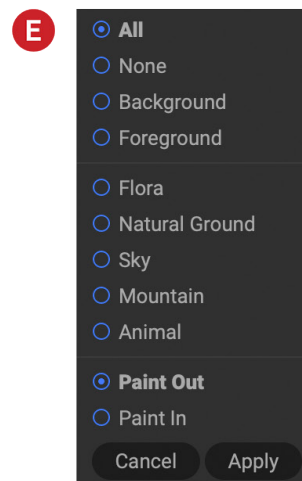 E
All
None
Background
Foreground
Flora
Natural Ground
Sky
Mountain
Animal
Paint Out
Paint In
Cancel Apply